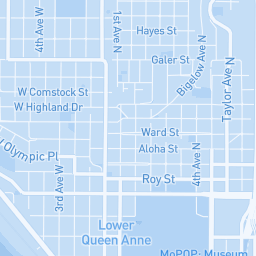 4th Ave W
1st Ave N
Hayes St
Galer St
Bigelow Ave N
Taylor Ave N
W Comstock St
W Highland Dr
Ward St
Aloha St
Olympic Pl
3rd Ave W
Roy St
4th Ave N
Lower
Queen Anne
MoPOP: Museum